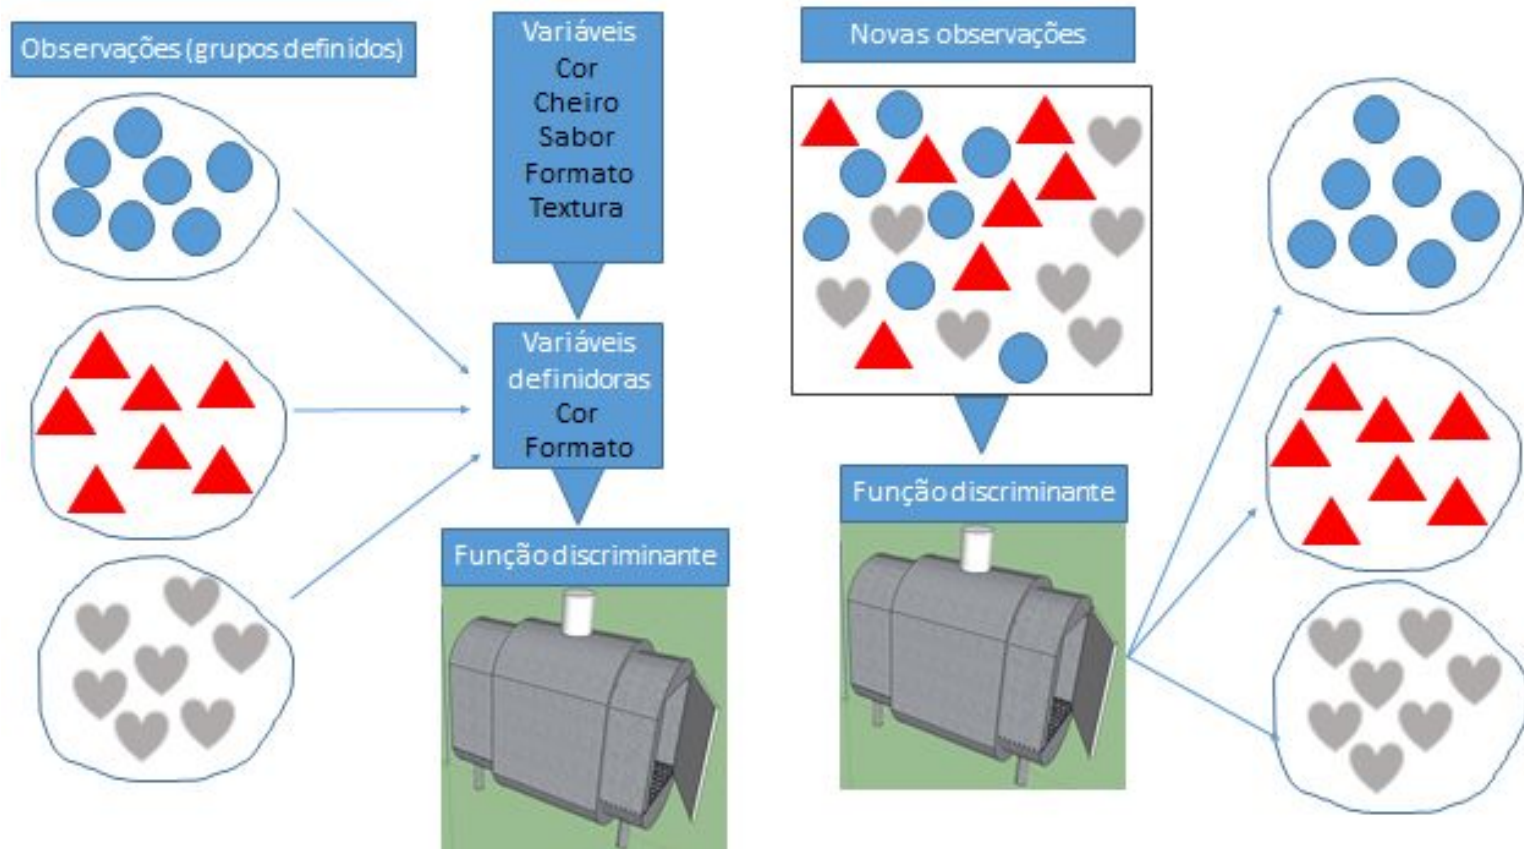 Observações (grupos definidos)
Variáveis
Cor
Cheiro
Sabor
Formato
Textura
Variáveis
definidoras
Cor
Formato
Função discriminante
Novas observações
Função discriminante